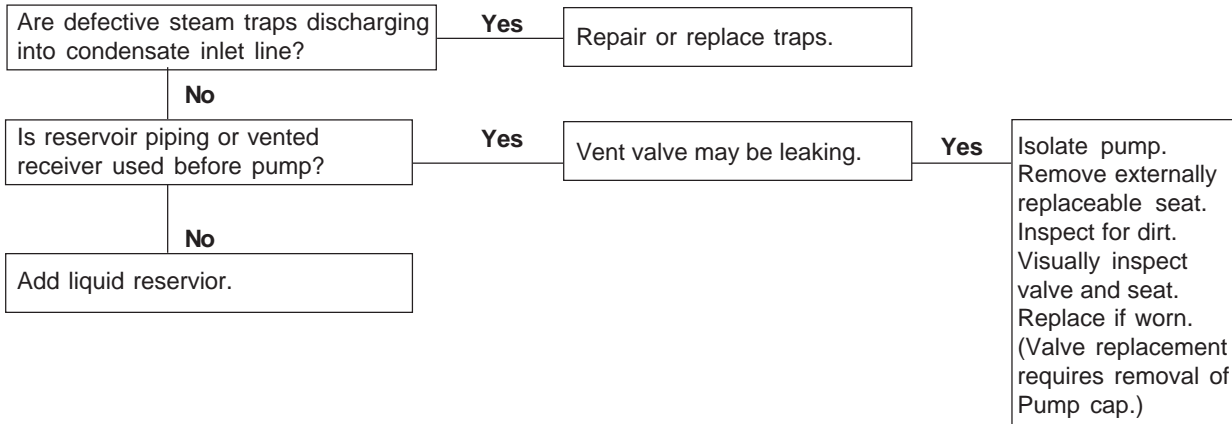 Are defective steam traps discharging
into condensate inlet line?
Yes
Repair or replace traps.
No
Is reservoir piping or vented
receiver used before pump?
Yes
Vent valve may be leaking.
Yes
Isolate pump.
Remove externally
replaceable seat.
Inspect for dirt.
Visually inspect
valve and seat.
Replace if worn.
(Valve replacement
requires removal of
Pump cap.)
No
Add liquid reservior.